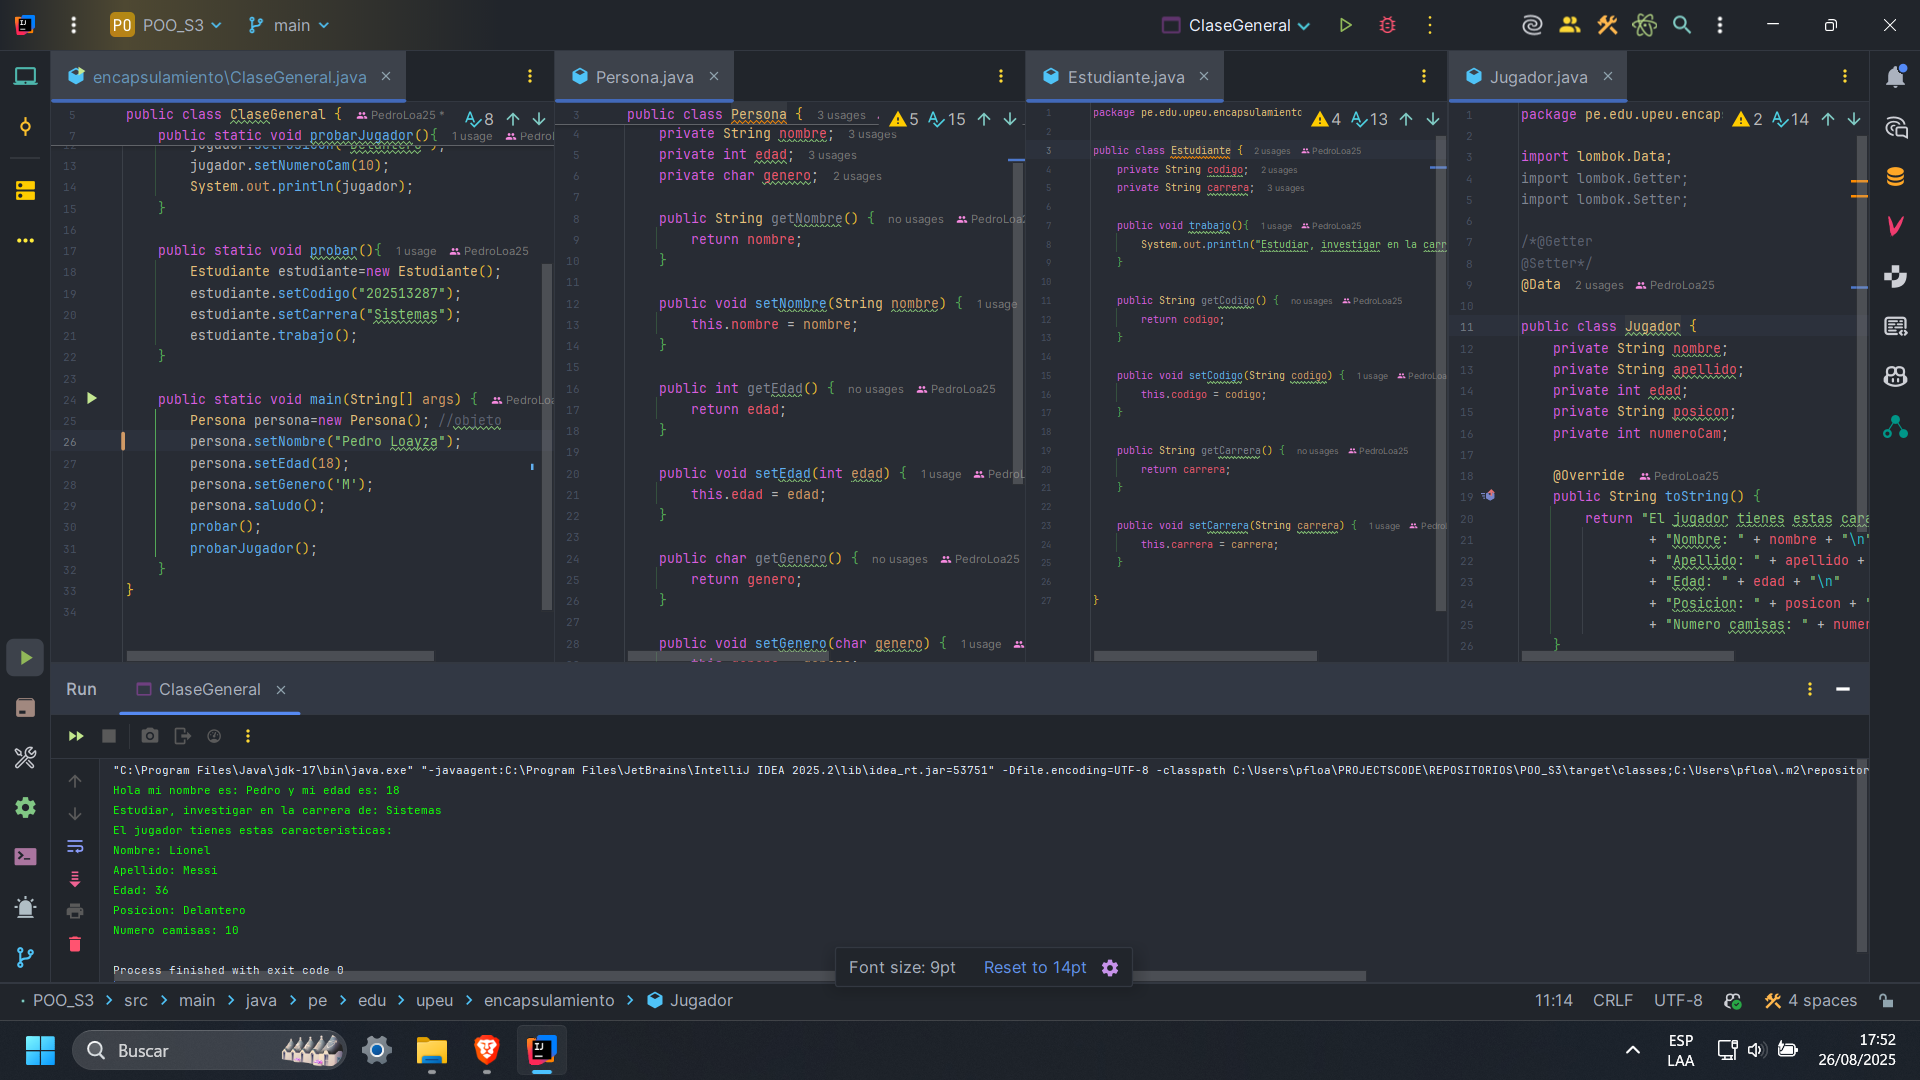 POO_S3
main
ClaseGeneral
encapsulamiento\ClaseGeneral.java
Persona.java
Estudiante.java
Jugador.java
5 public class ClaseGeneral { PedroLoa25 * 8
7 public static void probarJugador(){ 1 usage
13 jugador.setNumeroCam(10);
14 System.out.println(jugador);
15 }
16
17 public static void probar(){ 1 usage PedroLoa25
18 Estudiante estudiante=new Estudiante();
19 estudiante.setCodigo("202513287");
20 estudiante.setCarrera("Sistemas");
21 estudiante.trabajo();
22 }
23
24 public static void main(String[] args) {
25 Persona persona=new Persona(); //objeto
26 persona.setNombre("Pedro Loayza");
27 persona.setEdad(18);
28 persona.setGenero('M');
29 persona.saludo();
30 probar();
31 probarJugador();
32 }
33 }
34
3 public class Persona { 3 usages 5 15
4 private String nombre; 3 usages
5 private int edad; 3 usages
6 private char genero; 2 usages
7
8 public String getNombre() { no usages
9 return nombre;
10 }
11
12 public void setNombre(String nombre) { 1 usage
13 this.nombre = nombre;
14 }
15
16 public int getEdad() { no usages PedroLoa25
17 return edad;
18 }
19
20 public void setEdad(int edad) { 1 usage
21 this.edad = edad;
22 }
23
24 public char getGenero() { no usages PedroLoa25
25 return genero;
26 }
27
28 public void setGenero(char genero) { 1 usage
1 package pe.edu.upeu.encapsulamiento 4 13
2
3 public class Estudiante { 2 usages PedroLoa25
4 private String codigo; 2 usages
5 private String carrera; 3 usages
6
7 public void trabajo(){ 1 usage PedroLoa25
8 System.out.println("Estudiar, investigar en la carr
9 }
10
11 public String getCodigo() { no usages PedroLoa25
12 return codigo;
13 }
14
15 public void setCodigo(String codigo) { 1 usage
16 this.codigo = codigo;
17 }
18
19 public String getCarrera() { no usages PedroLoa25
20 return carrera;
21 }
22
23 public void setCarrera(String carrera) { 1 usage
24 this.carrera = carrera;
25 }
26
27 }
1 package pe.edu.upeu.encap 2 14
2
3 import lombok.Data;
4 import lombok.Getter;
5 import lombok.Setter;
6
7 /*@Getter
8 @Setter*/
9 @Data 2 usages PedroLoa25
10
11 public class Jugador {
12 private String nombre;
13 private String apellido;
14 private int edad;
15 private String posicon;
16 private int numeroCam;
17
18 @Override PedroLoa25
19 public String toString() {
20 return "El jugador tienes estas cara
21 + "Nombre: " + nombre + "\n"
22 + "Apellido: " + apellido +
23 + "Edad: " + edad + "\n"
24 + "Posicion: " + posicon + "
25 + "Numero camisas: " + numer
26 }
Run
ClaseGeneral
"C:\Program Files\Java\jdk-17\bin\java.exe" "-javaagent:C:\Program Files\JetBrains\IntelliJ IDEA 2025.2\lib\idea_rt.jar=53751" -Dfile.encoding=UTF-8 -classpath C:\Users\pfloa\PROJECTSCODE\REPOSITORIOS\POO_S3\target\classes;C:\Users\pfloa\.m2\repositor
Hola mi nombre es: Pedro y mi edad es: 18
Estudiar, investigar en la carrera de: Sistemas
El jugador tienes estas caracteristicas:
Nombre: Lionel
Apellido: Messi
Edad: 36
Posicion: Delantero
Numero camisas: 10
Process finished with exit code 0
Font size: 9pt Reset to 14pt
POO_S3 > src > main > java > pe > edu > upeu > encapsulamiento > Jugador
11:14 CRLF UTF-8 4 spaces
Buscar
ESP
LAA
17:52
26/08/2025